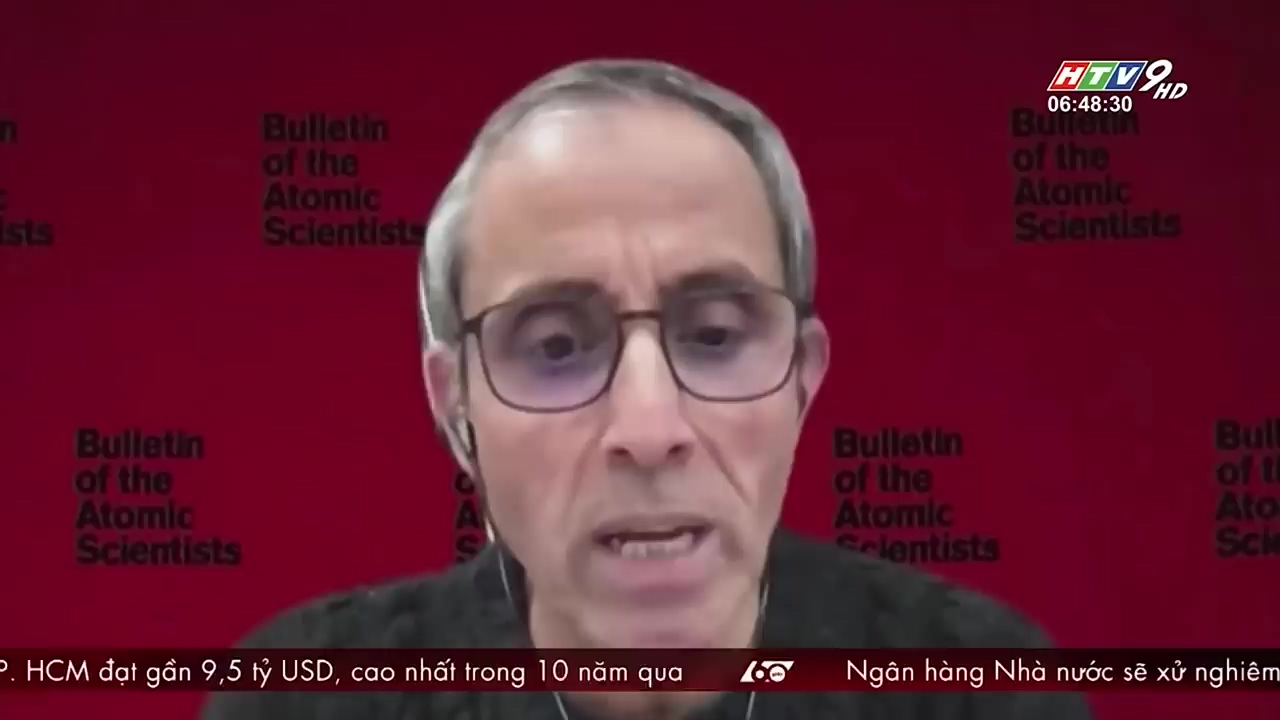 HTV9 HD
06:48:30
Bulletin
of the
Atomic
Scientists
Bulletin
of the
Atomic
Scientists
Bulletin
of the
Atomic
Scientists
Bulletin
of the
Atomic
Scientists
P. HCM đạt gần 9,5 tỷ USD, cao nhất trong 10 năm qua
60 giây
Ngân hàng Nhà nước sẽ xử nghiêm